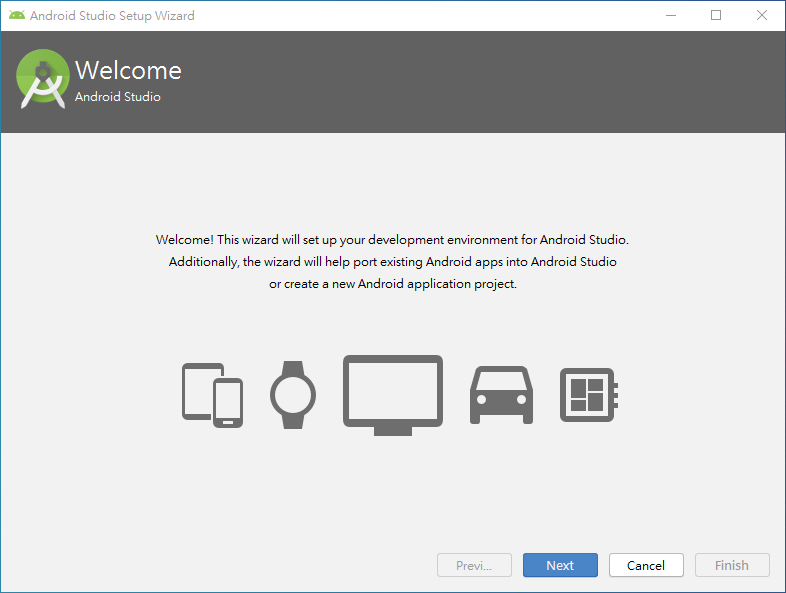 Android Studio Setup Wizard
Welcome
Android Studio
Welcome! This wizard will set up your development environment for Android Studio.
Additionally, the wizard will help port existing Android apps into Android Studio
or create a new Android application project.
Previ...
Next
Cancel
Finish